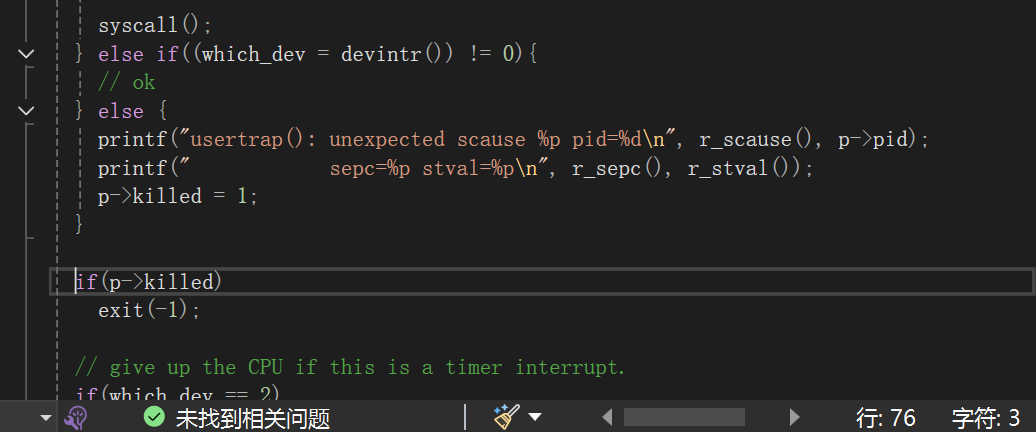 syscall();
} else if((which_dev = devintr()) != 0){
// ok
} else {
printf("usertrap(): unexpected scause %p pid=%d\n", r_scause(), p->pid);
printf("            sepc=%p stval=%p\n", r_sepc(), r_stval());
p->killed = 1;
}
if(p->killed)
exit(-1);
// give up the CPU if this is a timer interrupt.
if(which_dev == 2)
未找到相关问题 行: 76 字符: 3